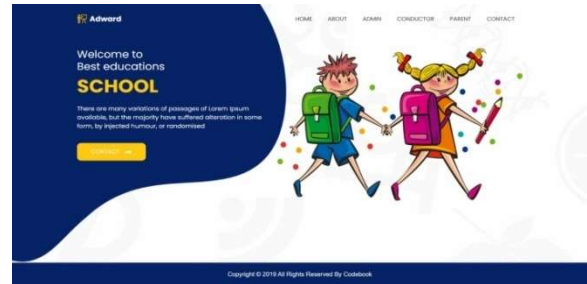 Adward
HOME ABOUT ADMIN CONDUCTOR PARENT CONTACT
Welcome to
Best educations
SCHOOL
There are many variations of passages of Lorem Ipsum
available, but the majority have suffered alteration in some
form, by injected humour, or randomised
CONTACT
Copyright © 2019 All Rights Reserved By Codebook